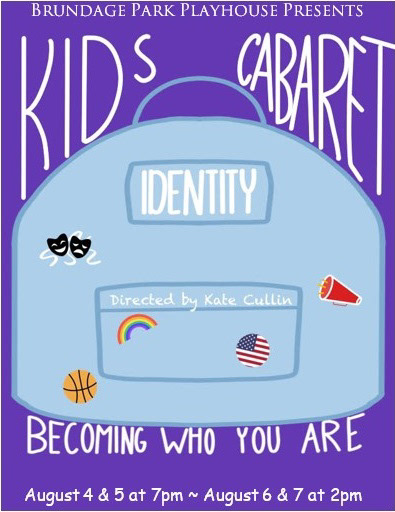 BRUNDAGE PARK PLAYHOUSE PRESENTS
KIDS CABARET
IDENTITY
Directed by Kate Cullin
BECOMING WHO YOU ARE
August 4 & 5 at 7pm ~ August 6 & 7 at 2pm